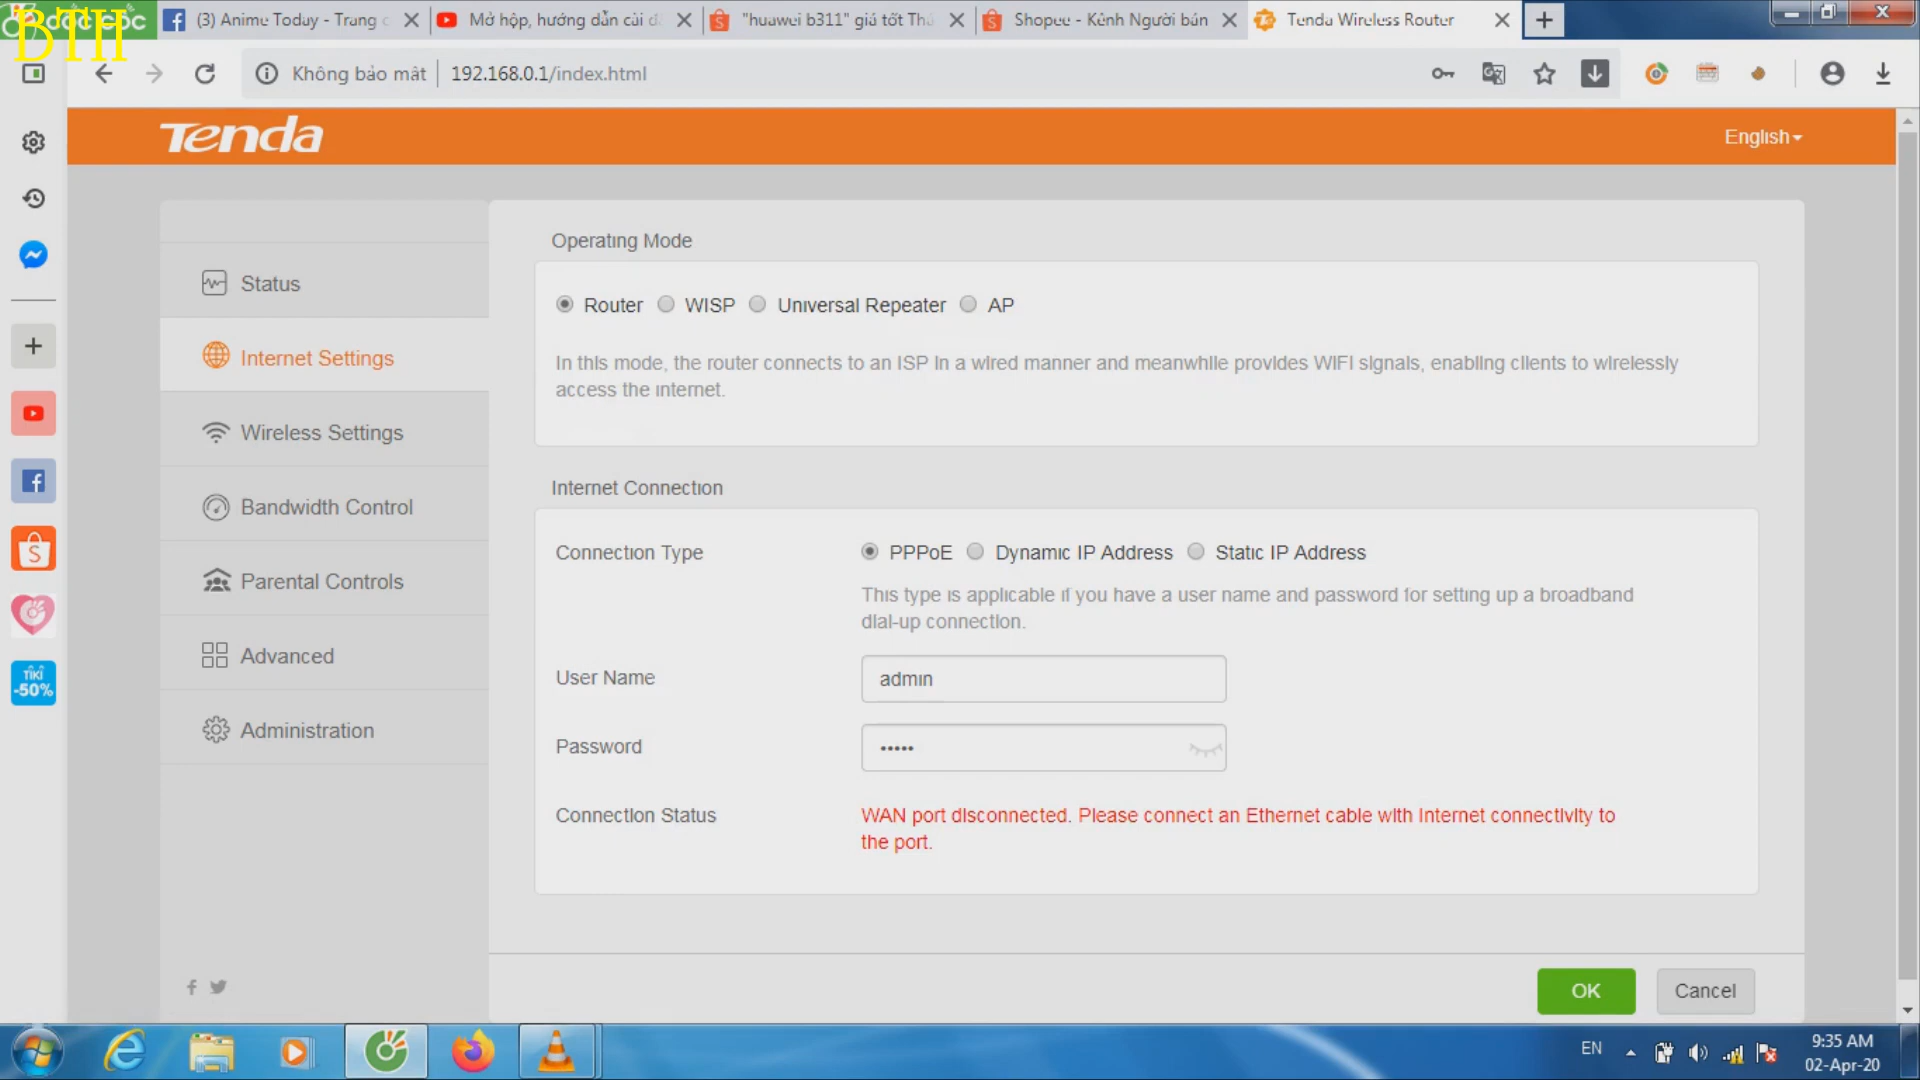 BTH
cốc cốc
(3) Anime Today - Trang c
Mở hộp, hướng dẫn cài đ
"huawei b311" giá tốt Thá
Shopee - Kênh Người bán
Tenda Wireless Router
Không bảo mật
192.168.0.1/index.html
Tenda
English
Status
Internet Settings
Wireless Settings
Bandwidth Control
Parental Controls
Advanced
Administration
Operating Mode
Router
WISP
Universal Repeater
AP
In this mode, the router connects to an ISP in a wired manner and meanwhile provides WiFi signals, enabling clients to wirelessly
access the internet.
Internet Connection
Connection Type
PPPoE
Dynamic IP Address
Static IP Address
This type is applicable if you have a user name and password for setting up a broadband
dial-up connection.
User Name
admin
Password
•••••
Connection Status
WAN port disconnected. Please connect an Ethernet cable with Internet connectivity to
the port.
OK
Cancel
TIKI
-50%
EN
9:35 AM
02-Apr-20